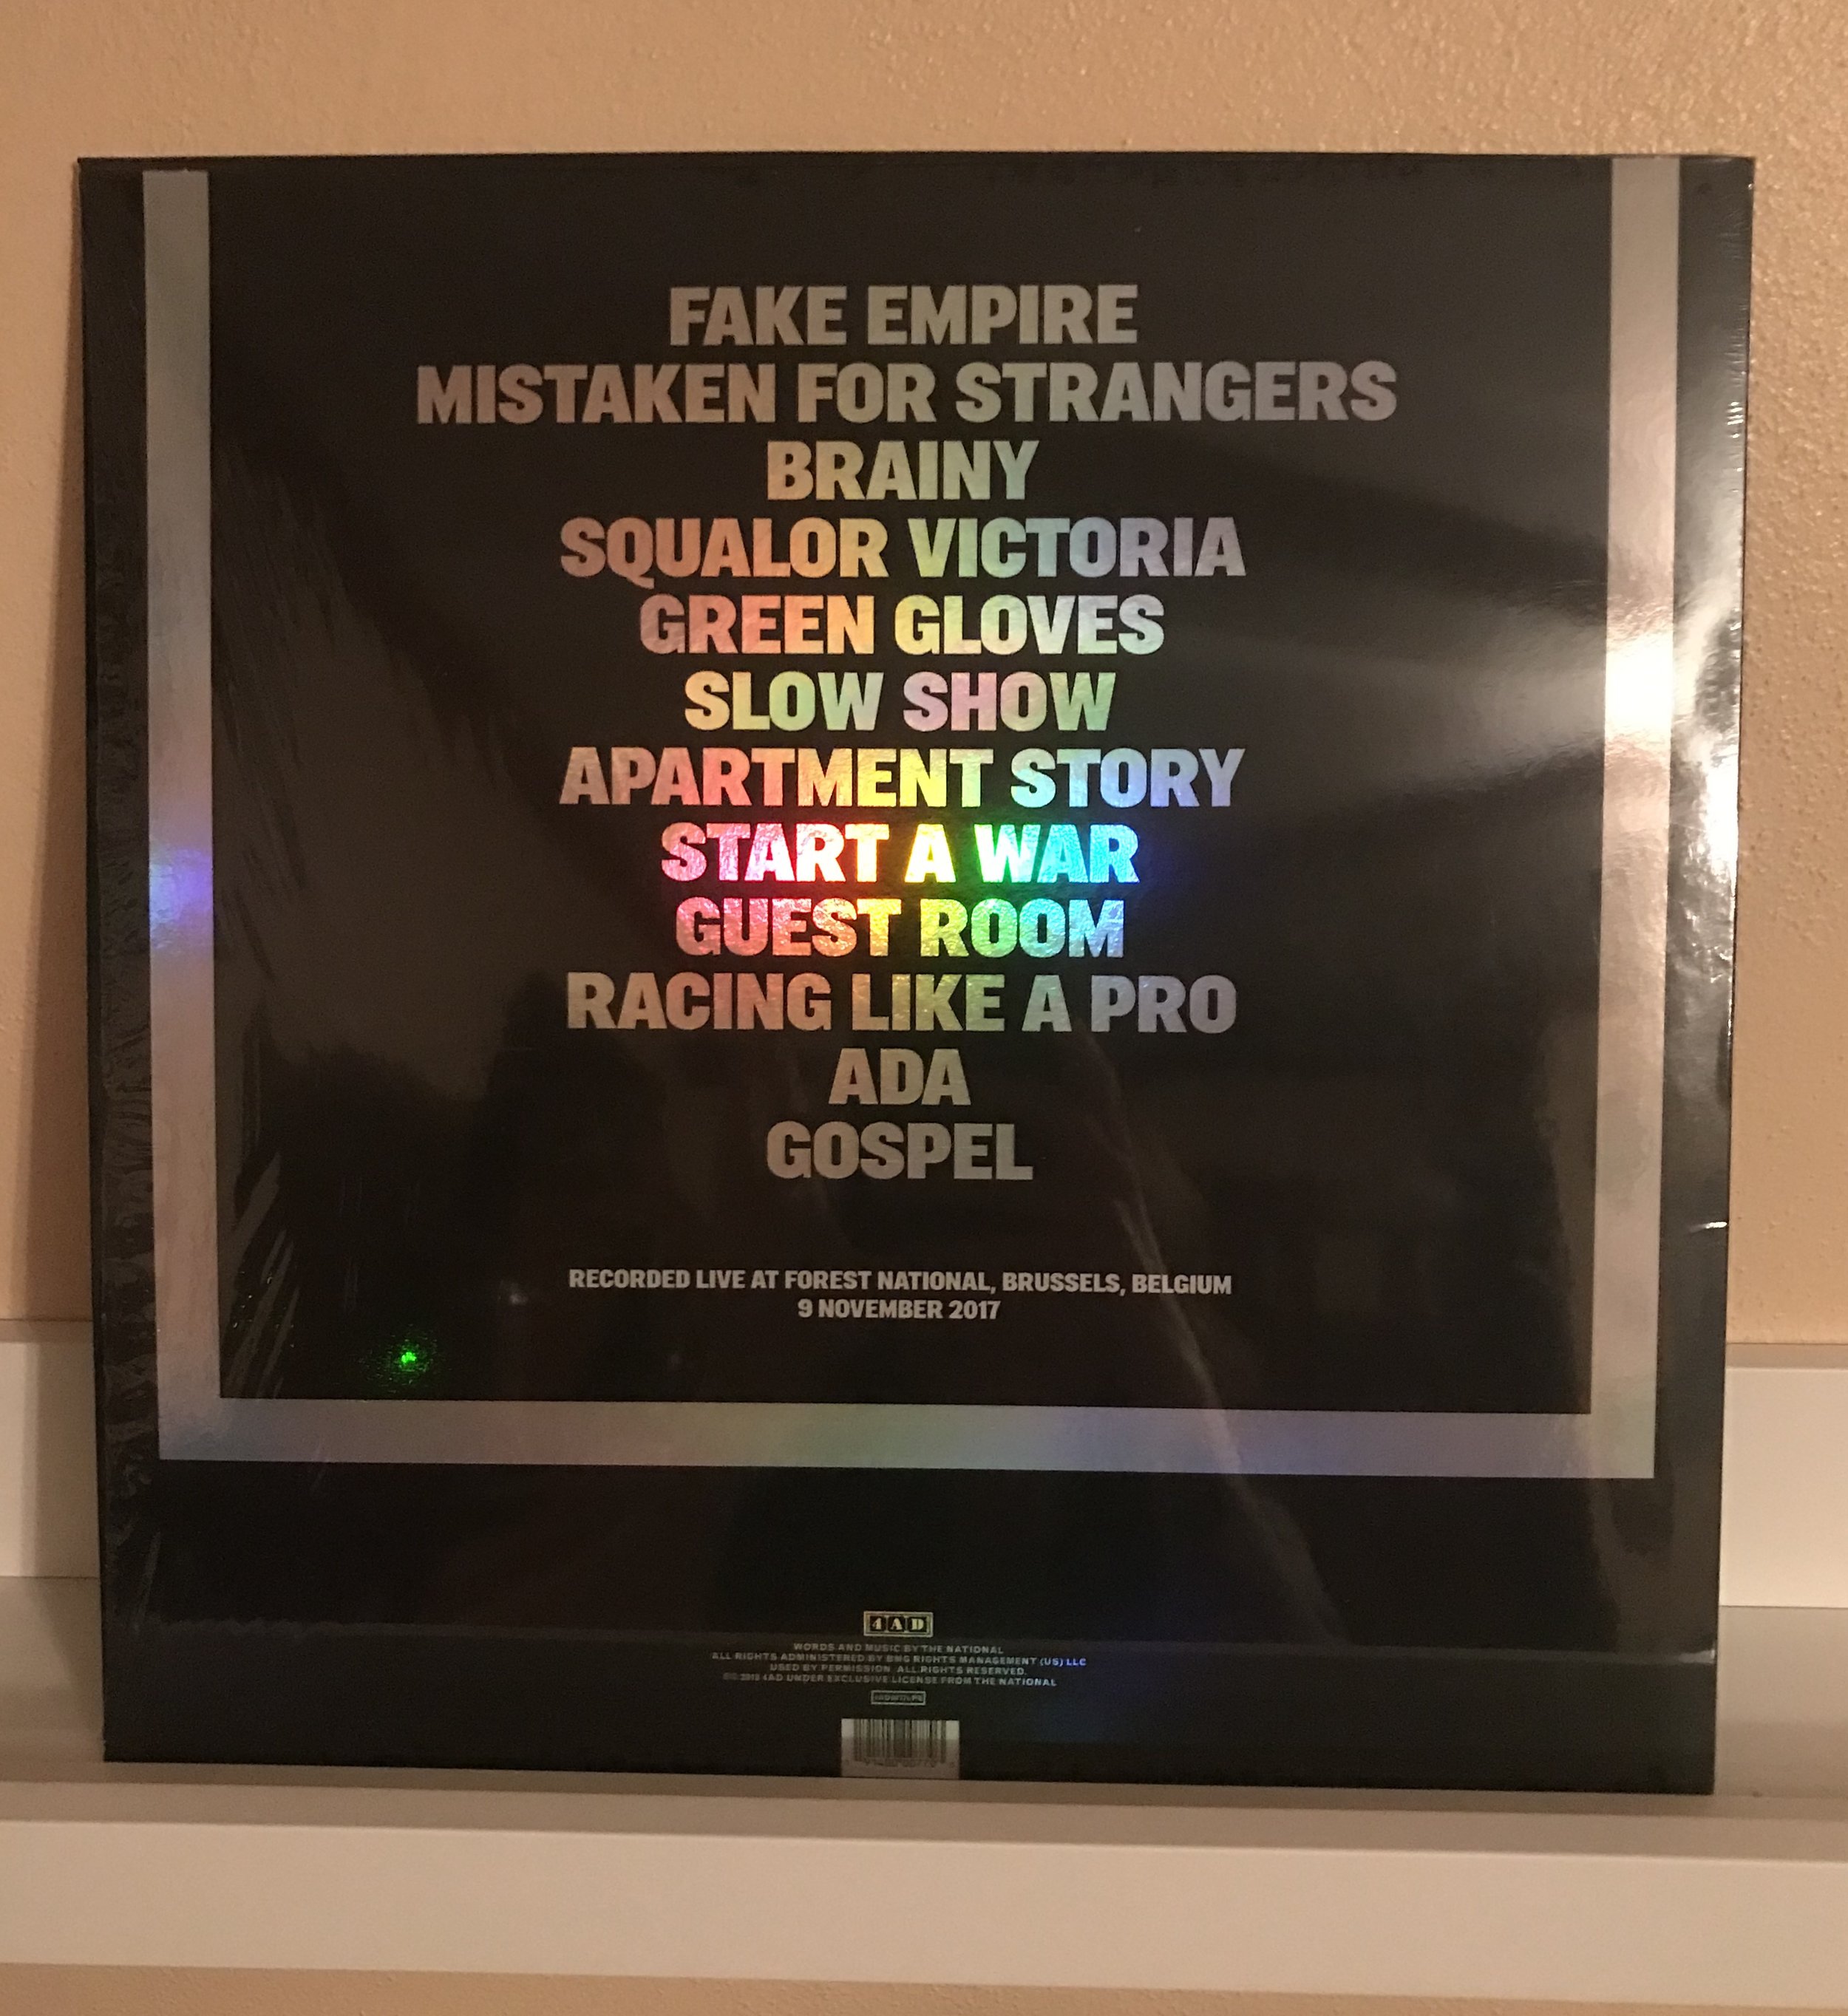 FAKE EMPIRE
MISTAKEN FOR STRANGERS
BRAINY
SQUALOR VICTORIA
GREEN GLOVES
SLOW SHOW
APARTMENT STORY
START A WAR
GUEST ROOM
RACING LIKE A PRO
ADA
GOSPEL
RECORDED LIVE AT FOREST NATIONAL, BRUSSELS, BELGIUM
9 NOVEMBER 2017
4AD
WORDS AND MUSIC BY THE NATIONAL
ALL RIGHTS ADMINISTERED BY BMG RIGHTS MANAGEMENT (US) LLC
USED BY PERMISSION. ALL RIGHTS RESERVED.
4AD UNDER EXCLUSIVE LICENSE FROM THE NATIONAL